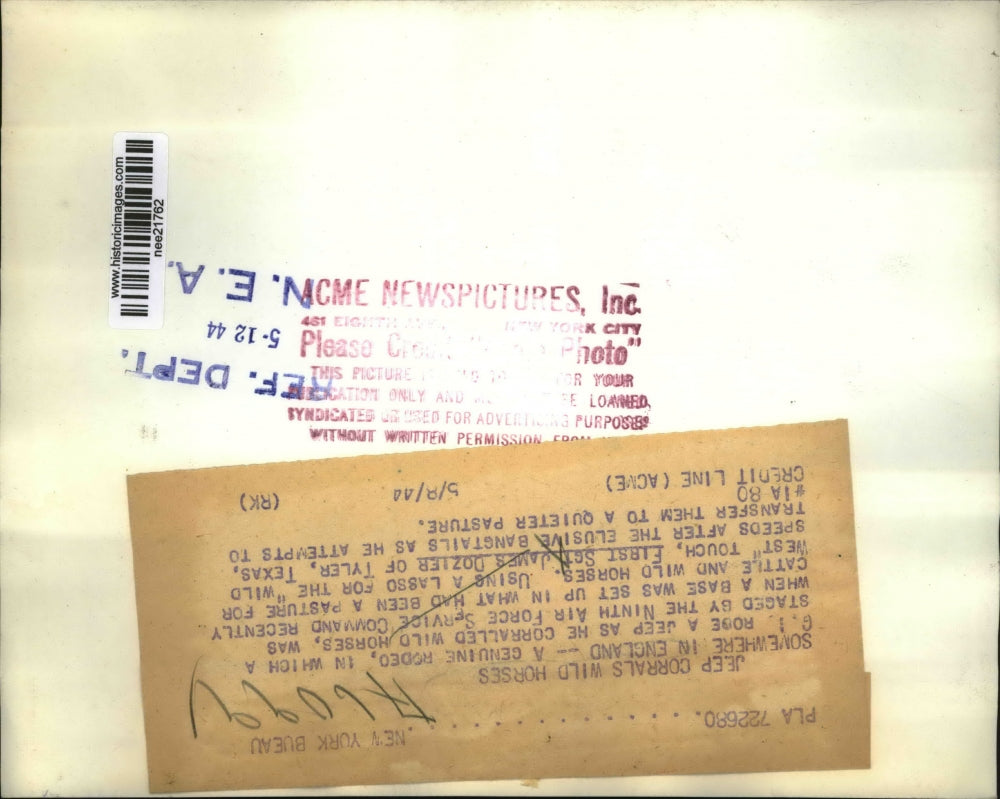 www.historicimages.com
nee21762
N. E. A.
5-12 44
REF. DEPT.
ACME NEWSPICTURES, Inc.
461 EIGHTH AVE. NEW YORK CITY
Please Credit Photo"
THIS PICTURE YOUR
ONLY AND LOANED,
SYNDICATED OR USED FOR ADVERTISING PURPOSES
WITHOUT WRITTEN PERMISSION FROM
NEW YORK BUEAU
PLA 722680.
JEEP CORRALS WILD HORSES
SOMEWHERE IN ENGLAND -- A GENUINE RODEO, IN WHICH A
G. I. RODE A JEEP AS HE CORRALLED WILD HORSES, WAS
STAGED BY THE NINTH AIR FORCE SERVICE COMMAND RECENTLY
WHEN A BASE WAS SET UP IN WHAT HAD BEEN A PASTURE FOR
CATTLE AND WILD HORSES. USING A LASSO FOR THE "WILD
WEST" TOUCH, FIRST SGT. JAMES DOZIER OF TYLER, TEXAS,
SPEEDS AFTER THE ELUSIVE BANGTAILS AS HE ATTEMPTS TO
TRANSFER THEM TO A QUIETER PASTURE.
#1A 80
CREDIT LINE (ACME) 5/8/44 (RK)